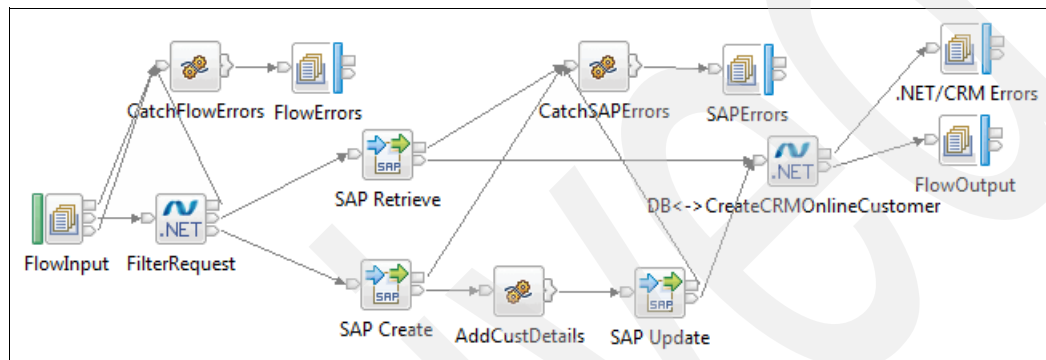 CatchFlowErrors
FlowErrors
CatchSAPErrors
SAPErrors
.NET/CRM Errors
SAP
SAP Retrieve
.NET
FlowOutput
DB<->CreateCRMOnlineCustomer
.NET
FlowInput
FilterRequest
SAP
SAP Create
AddCustDetails
SAP
SAP Update